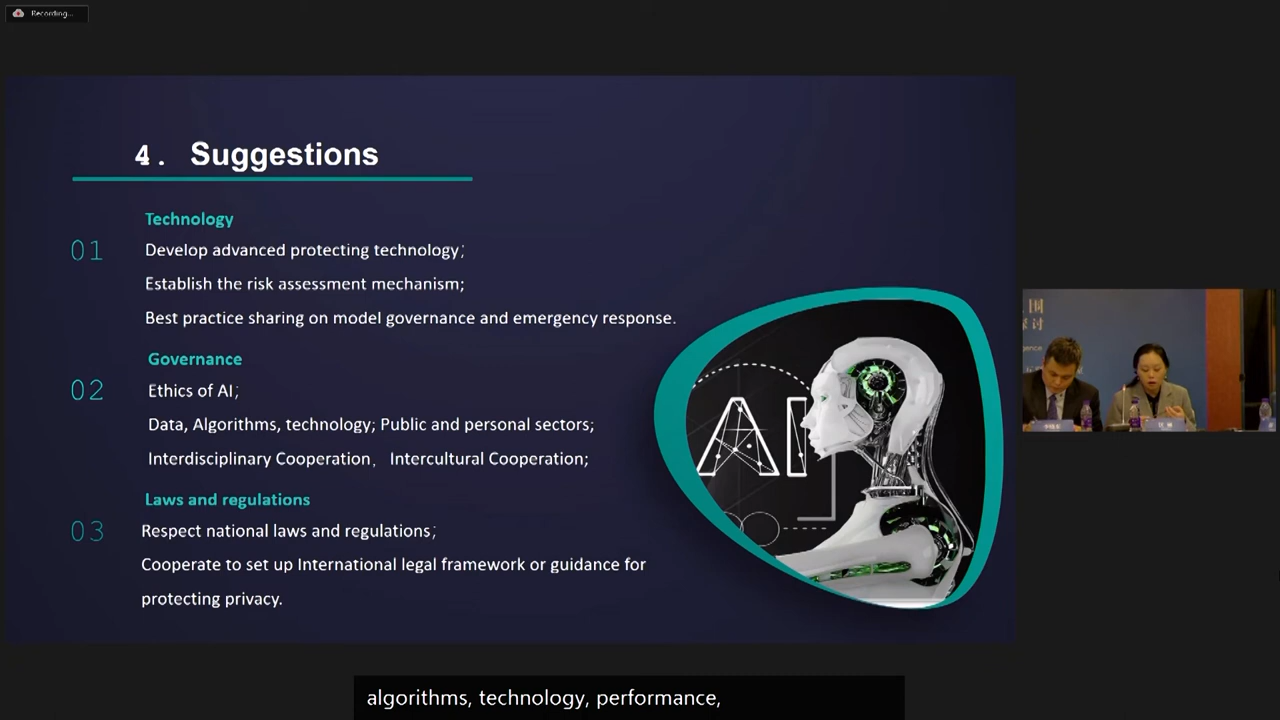 Recording...
4. Suggestions
Technology
01
Develop advanced protecting technology;
Establish the risk assessment mechanism;
Best practice sharing on model governance and emergency response.
Governance
02
Ethics of AI;
Data, Algorithms, technology; Public and personal sectors;
Interdisciplinary Cooperation, Intercultural Cooperation;
Laws and regulations
03
Respect national laws and regulations;
Cooperate to set up International legal framework or guidance for
protecting privacy.
AI
探讨
algorithms, technology, performance,